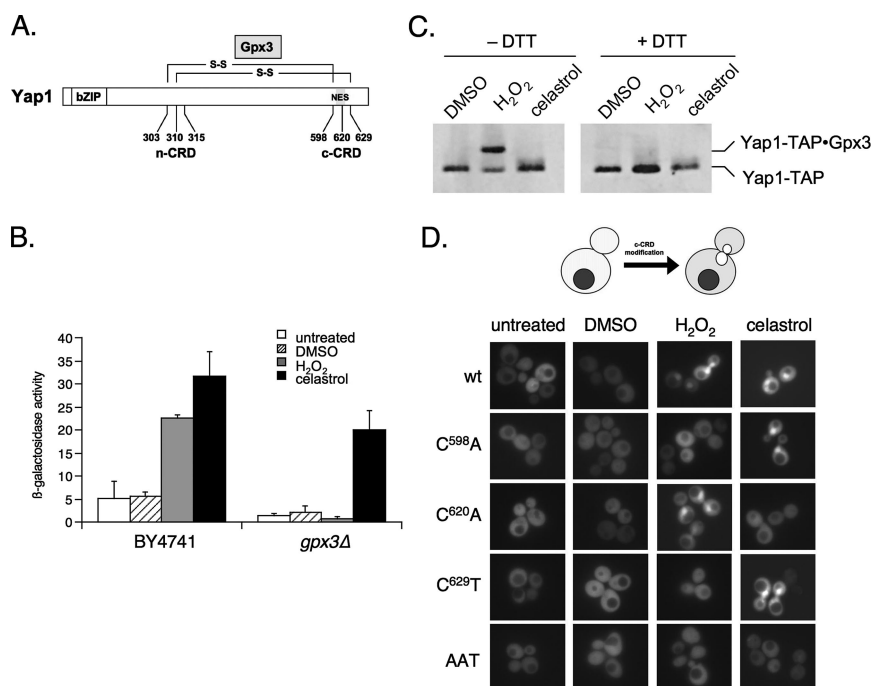 A.
Gpx3
S-S
S-S
Yap1
bZIP
NES
303 310 315
598 620 629
n-CRD
c-CRD
C.
– DTT
+ DTT
DMSO
H2O2
celastrol
DMSO
H2O2
celastrol
Yap1-TAP•Gpx3
Yap1-TAP
B.
ß-galactosidase activity
40
35
30
25
20
15
10
5
0
untreated
DMSO
H2O2
celastrol
BY4741
gpx3Δ
D.
c-CRD
modification
untreated
DMSO
H2O2
celastrol
wt
C598A
C620A
C629T
AAT